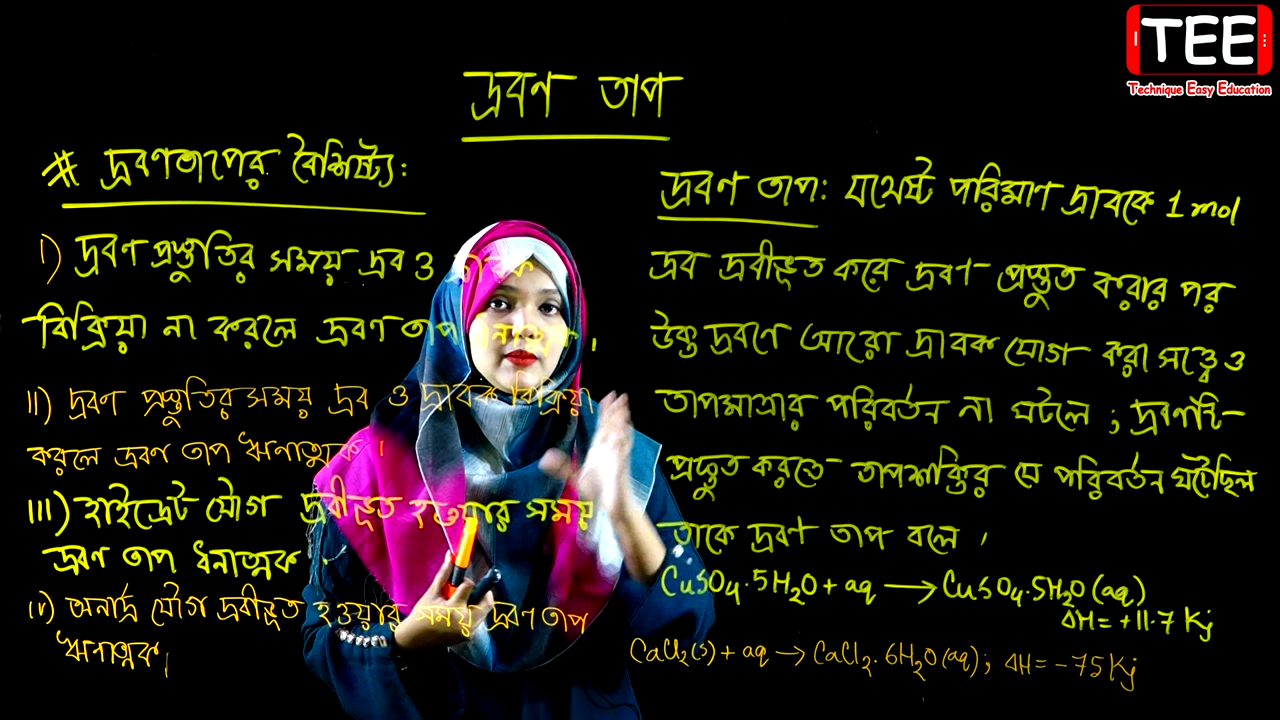 TEE
Technique Easy Education
দ্রবণ তাপ
# দ্রবণতাপের বৈশিষ্ট্য:
i) দ্রবণ প্রস্তুতির সময় দ্রব ও দ্রাবক
বিক্রিয়া না করলে দ্রবণ তাপ ধনাত্মক।
ii) দ্রবণ প্রস্তুতির সময় দ্রব ও দ্রাবক বিক্রিয়া
করলে দ্রবণ তাপ ঋণাত্মক।
iii) হাইড্রেট যৌগ দ্রবীভূত হওয়ার সময়
দ্রবণ তাপ ধনাত্মক।
iv) অনার্দ্র যৌগ দ্রবীভূত হওয়ার সময় দ্রবণ তাপ
ঋণাত্মক।
দ্রবণ তাপ: যথেষ্ট পরিমাণ দ্রাবকে 1 mol
দ্রব দ্রবীভূত করে দ্রবণ প্রস্তুত করার পর
উক্ত দ্রবণে আরো দ্রাবক যোগ করা সত্ত্বেও
তাপমাত্রার পরিবর্তন না ঘটলে ; দ্রবণটি-
প্রস্তুত করতে তাপশক্তির যে পরিবর্তন ঘটেছিল
তাকে দ্রবণ তাপ বলে।
CuSO₄·5H₂O + aq ⟶ CuSO₄·5H₂O (aq)
ΔH = +11.7 Kj
CaCl₂(s) + aq → CaCl₂·6H₂O (aq); ΔH = -75 Kj